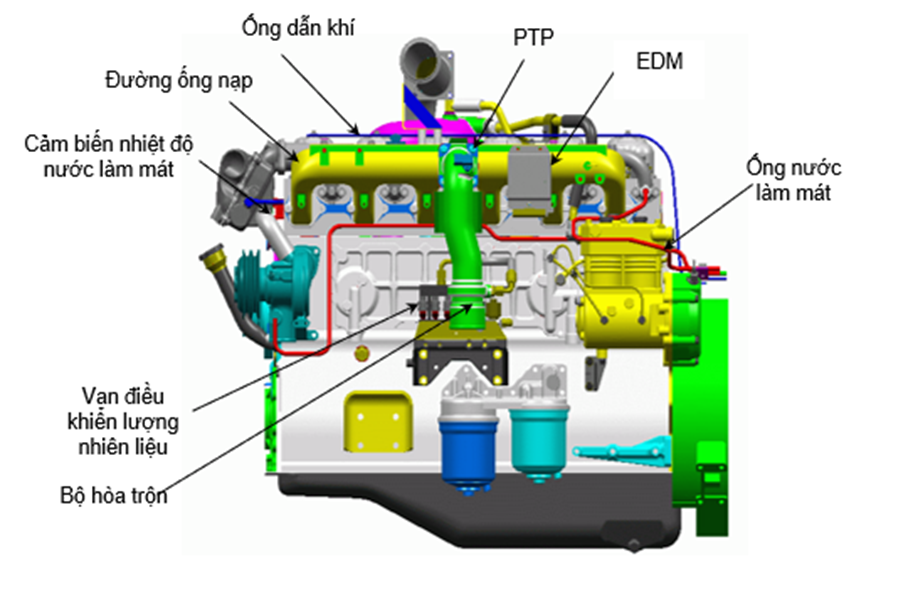 Ống dẫn khí
PTP
EDM
Đường ống nạp
Cảm biến nhiệt độ
nước làm mát
Ống nước
làm mát
Vạn điều
khiển lượng
nhiên liệu
Bộ hòa trộn